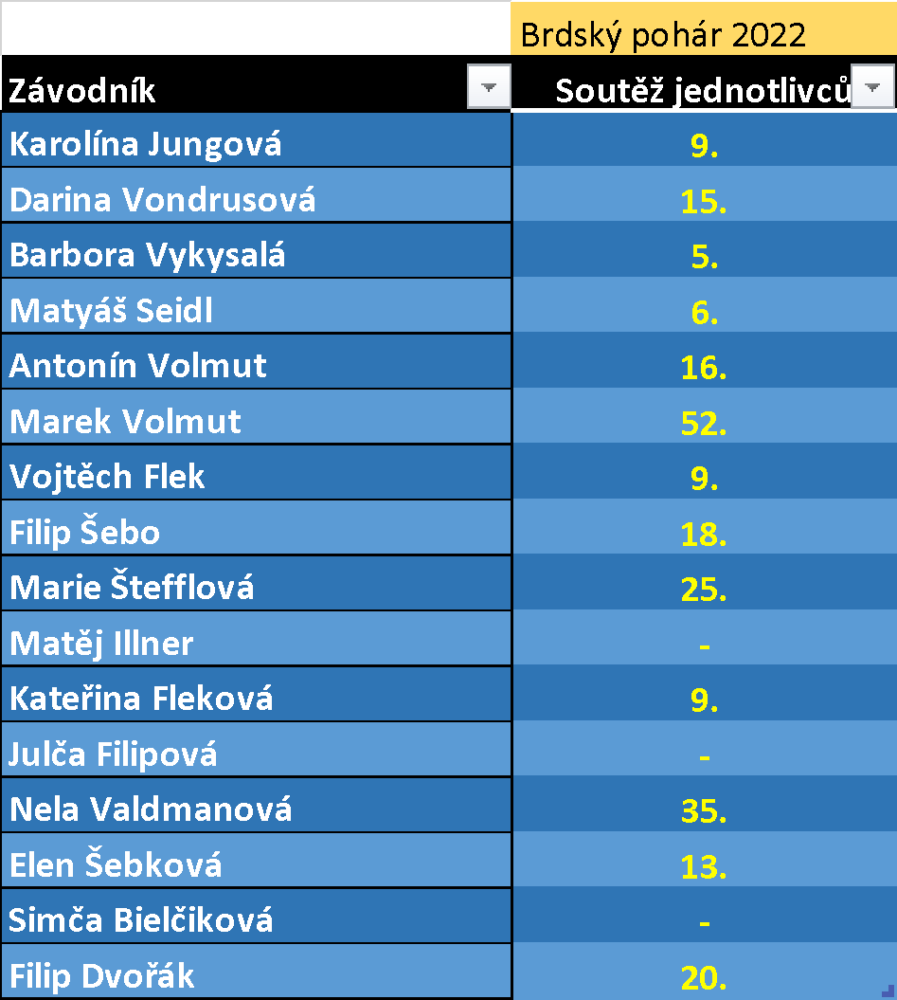 Brdský pohár 2022
Závodník Soutěž jednotlivců
Karolína Jungová 9.
Darina Vondrusová 15.
Barbora Vykysalá 5.
Matyáš Seidl 6.
Antonín Volmut 16.
Marek Volmut 52.
Vojtěch Flek 9.
Filip Šebo 18.
Marie Štefflová 25.
Matěj Illner -
Kateřina Fleková 9.
Julča Filipová -
Nela Valdmanová 35.
Elen Šebková 13.
Simča Bielčiková -
Filip Dvořák 20.